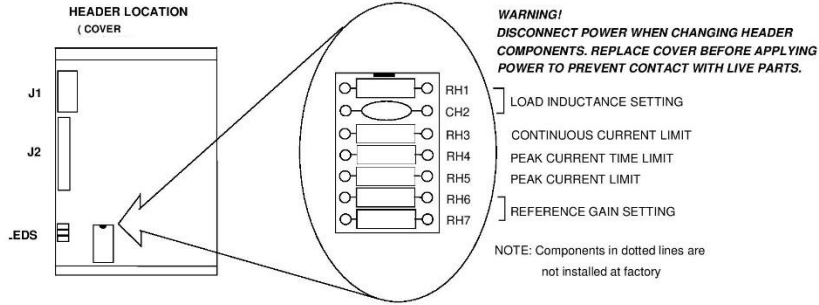 HEADER LOCATION
( COVER
WARNING!
DISCONNECT POWER WHEN CHANGING HEADER
COMPONENTS. REPLACE COVER BEFORE APPLYING
POWER TO PREVENT CONTACT WITH LIVE PARTS.
J1
J2
.EDS
RH1
CH2
LOAD INDUCTANCE SETTING
RH3 CONTINUOUS CURRENT LIMIT
RH4 PEAK CURRENT TIME LIMIT
RH5 PEAK CURRENT LIMIT
RH6
RH7
REFERENCE GAIN SETTING
NOTE: Components in dotted lines are
not installed at factory